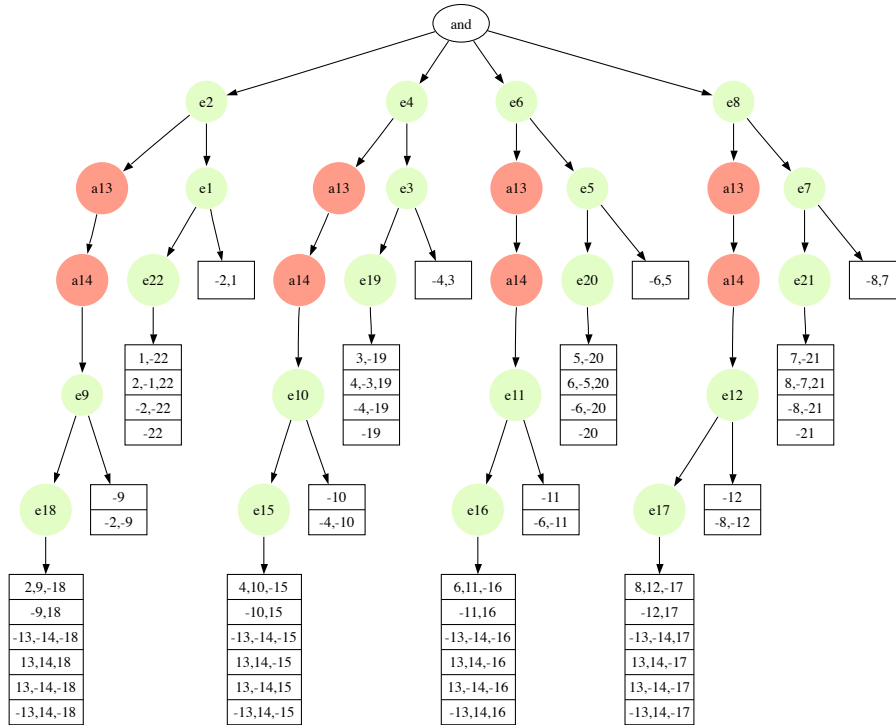 and
e2
e4
e6
e8
a13
e1
a13
e3
a13
e5
a13
e7
a14
e22
-2,1
a14
e19
-4,3
a14
e20
-6,5
a14
e21
-8,7
1,-22
2,-1,22
-2,-22
-22
3,-19
4,-3,19
-4,-19
-19
5,-20
6,-5,20
-6,-20
-20
7,-21
8,-7,21
-8,-21
-21
e9
e10
e11
e12
e18
-9
-2,-9
e15
-10
-4,-10
e16
-11
-6,-11
e17
-12
-8,-12
2,9,-18
-9,18
-13,-14,-18
13,14,18
13,-14,-18
-13,14,-18
4,10,-15
-10,15
-13,-14,-15
13,14,-15
13,-14,15
-13,14,-15
6,11,-16
-11,16
-13,-14,-16
13,14,-16
13,-14,-16
-13,14,16
8,12,-17
-12,17
-13,-14,17
13,14,-17
13,-14,-17
-13,14,-17